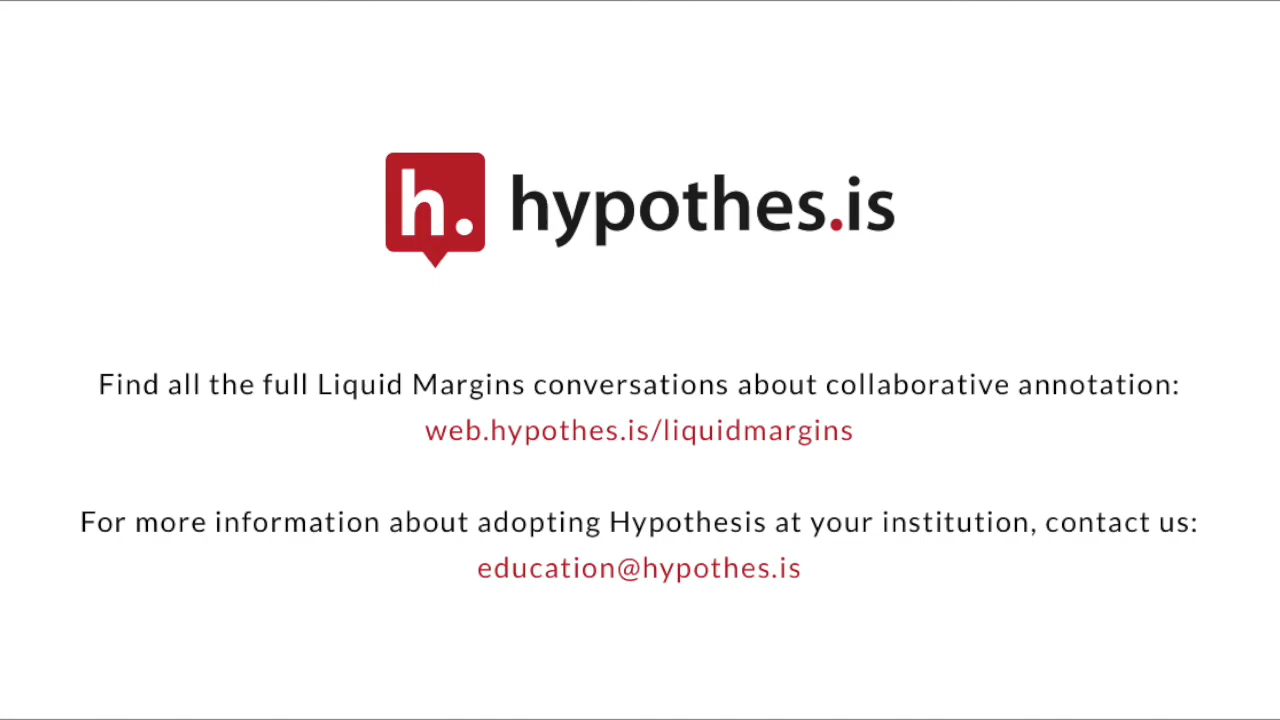 h. hypothes.is
Find all the full Liquid Margins conversations about collaborative annotation:
web.hypothes.is/liquidmargins
For more information about adopting Hypothesis at your institution, contact us:
education@hypothes.is